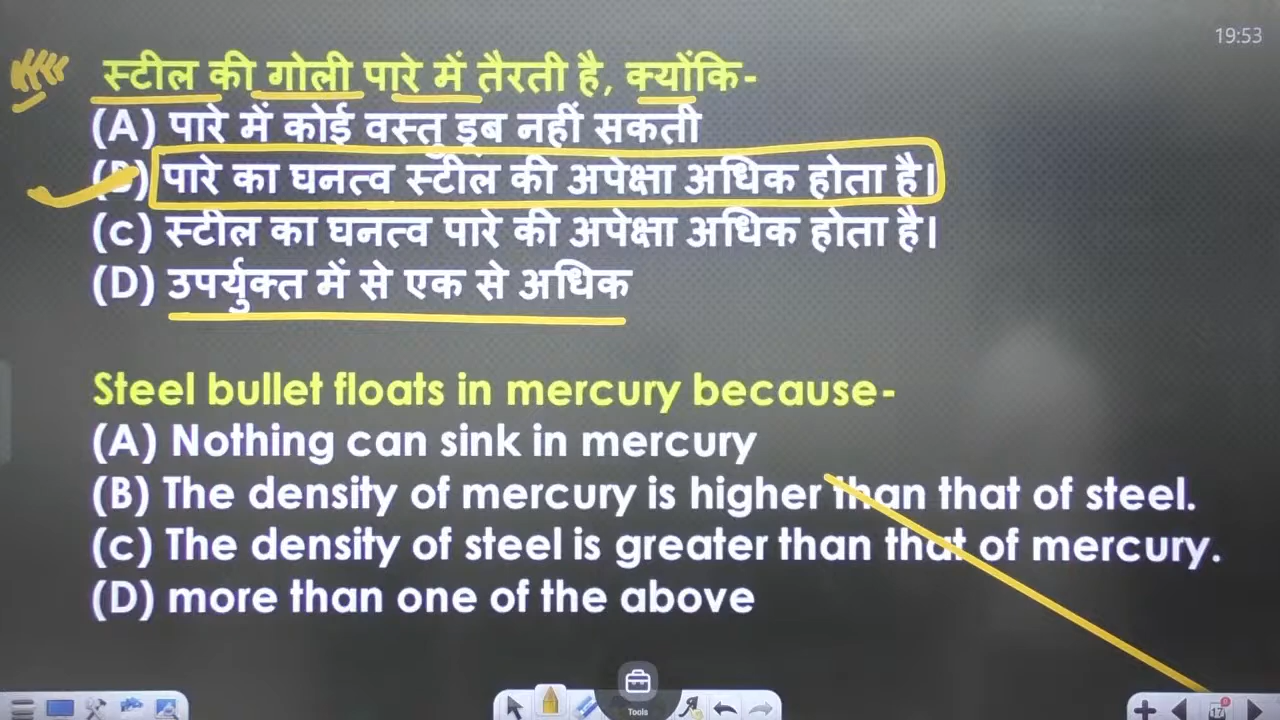 19:53
स्टील की गोली पारे में तैरती है, क्योंकि-
(A) पारे में कोई वस्तु डूब नहीं सकती
(B) पारे का घनत्व स्टील की अपेक्षा अधिक होता है।
(c) स्टील का घनत्व पारे की अपेक्षा अधिक होता है।
(D) उपर्युक्त में से एक से अधिक
Steel bullet floats in mercury because-
(A) Nothing can sink in mercury
(B) The density of mercury is higher than that of steel.
(c) The density of steel is greater than that of mercury.
(D) more than one of the above
Tools
17